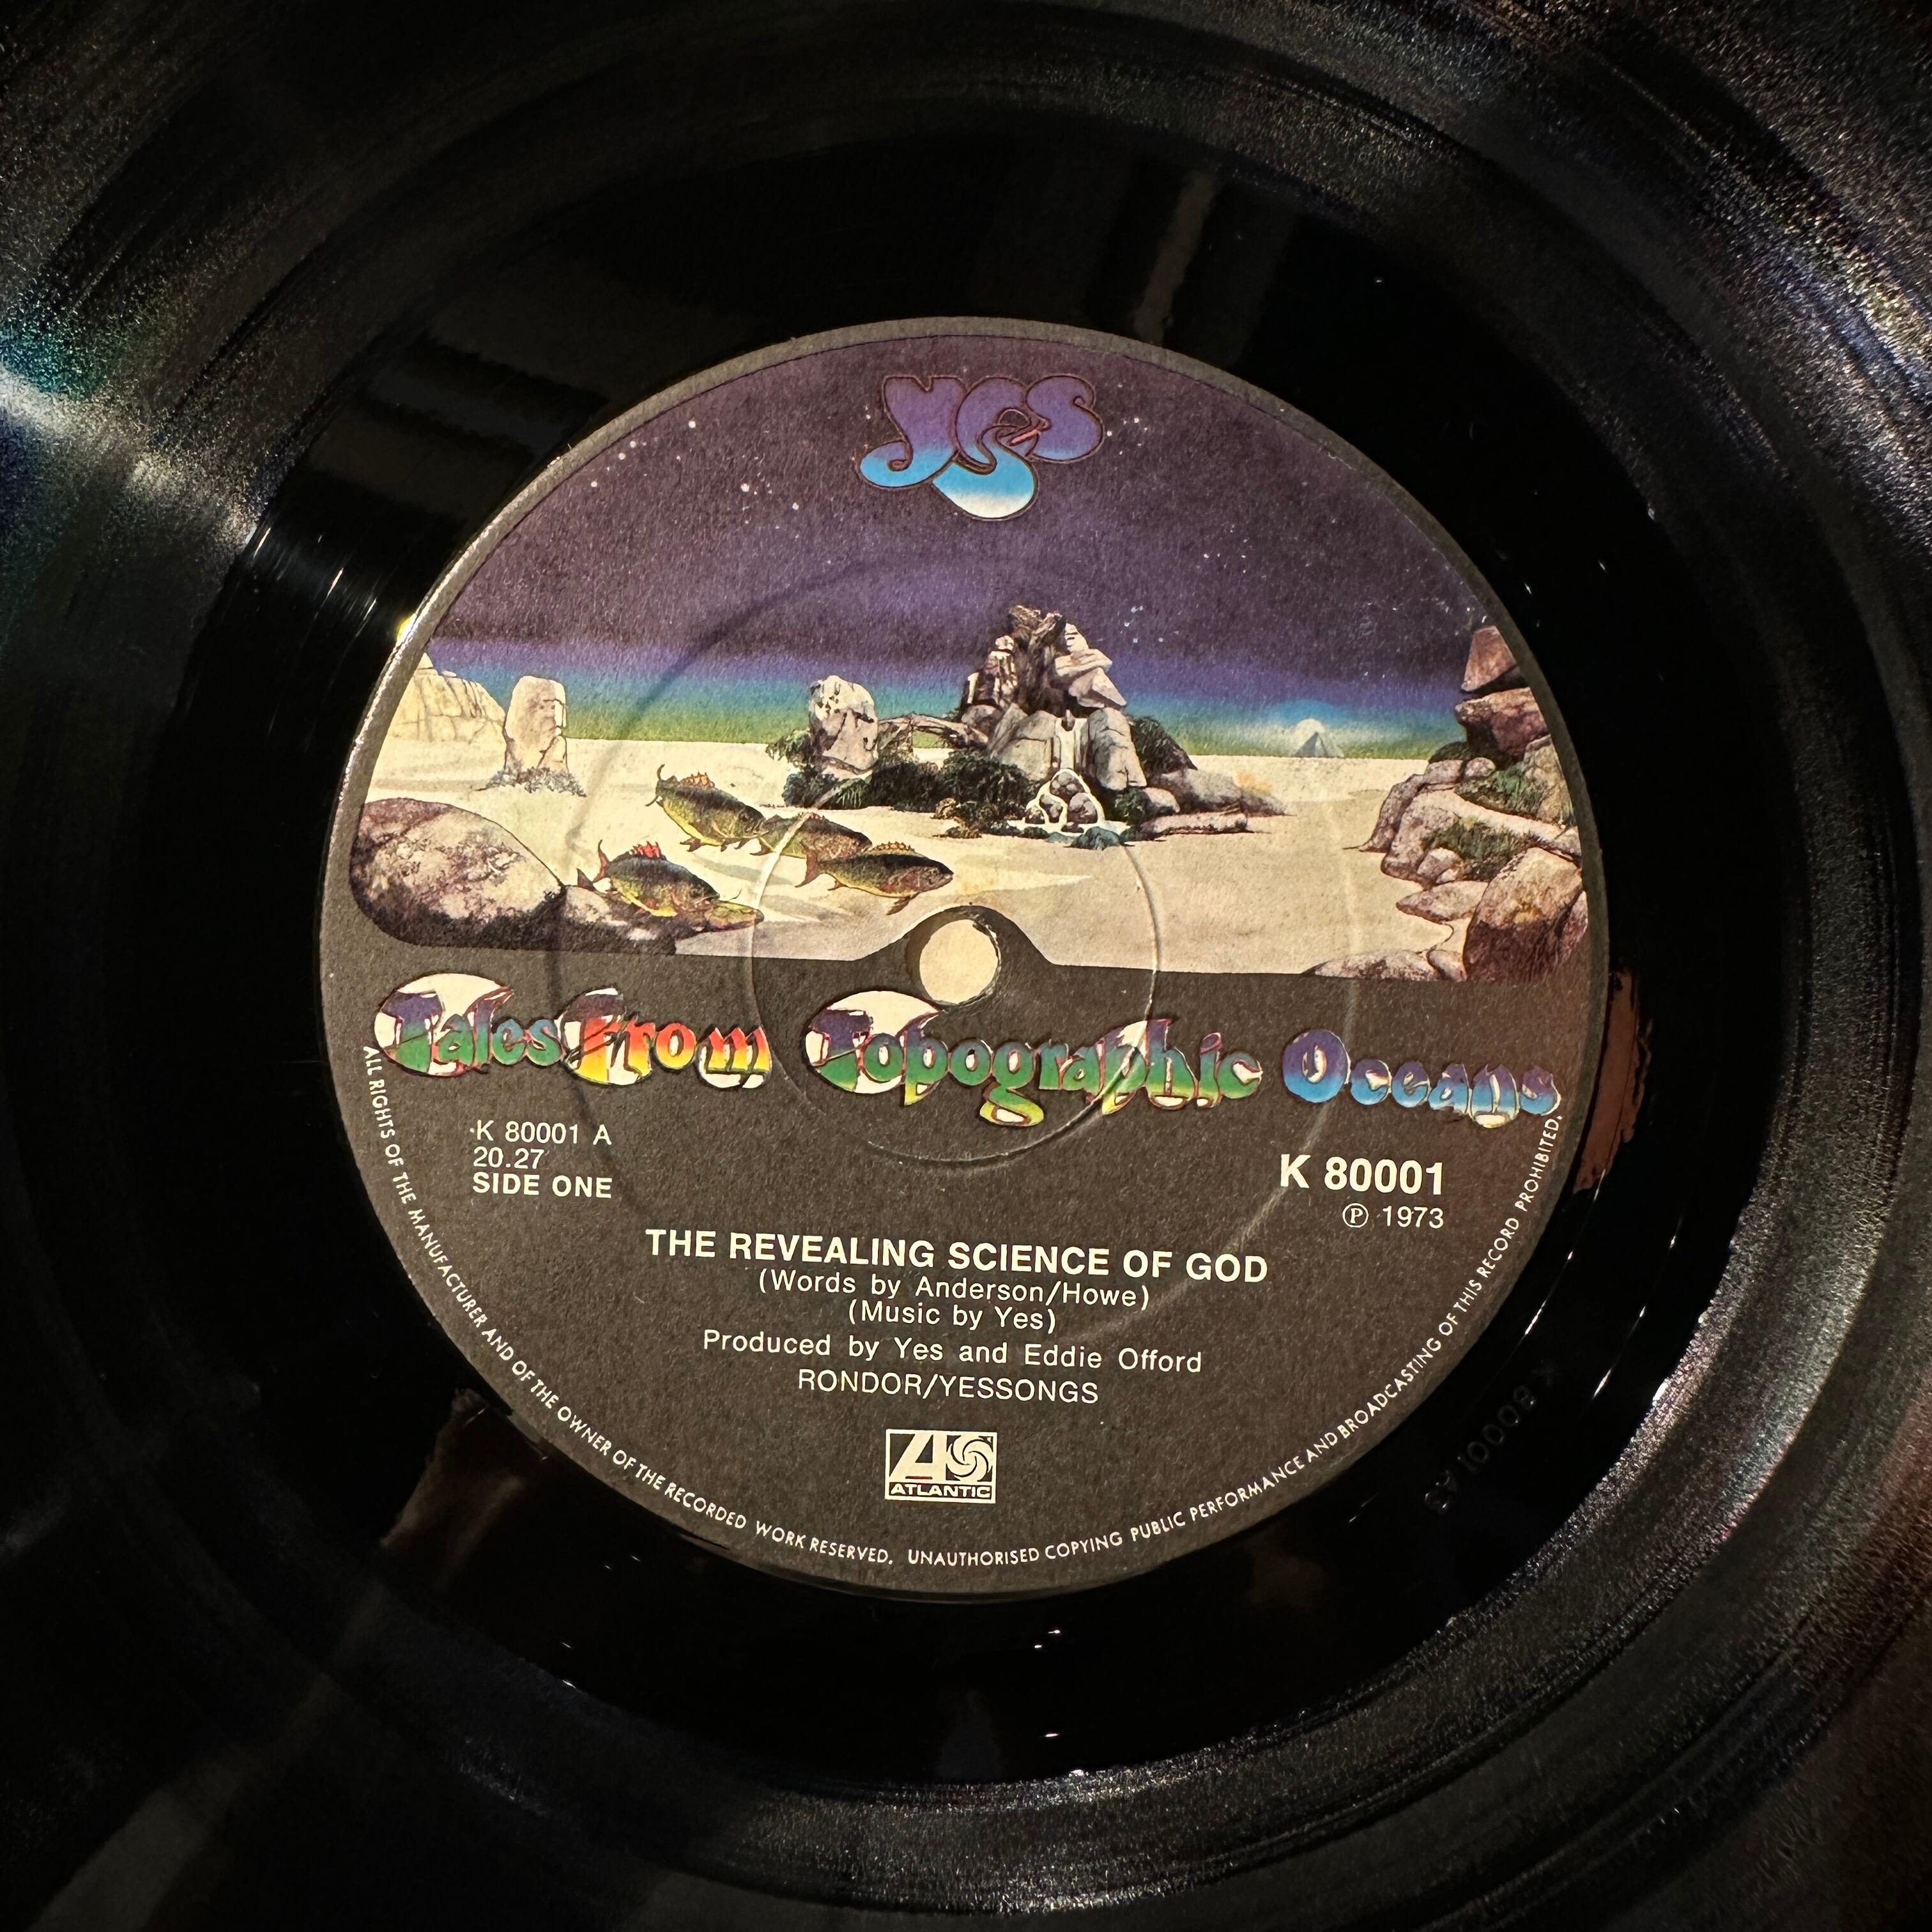 yes
Tales from Topographic Oceans
K 80001 A
20.27
SIDE ONE
K 80001
℗ 1973
THE REVEALING SCIENCE OF GOD
(Words by Anderson/Howe)
(Music by Yes)
Produced by Yes and Eddie Offord
RONDOR/YESSONGS
ATLANTIC
ALL RIGHTS OF THE MANUFACTURER AND OF THE OWNER OF THE RECORDED WORK RESERVED. UNAUTHORISED COPYING PUBLIC PERFORMANCE AND BROADCASTING OF THIS RECORD PROHIBITED.